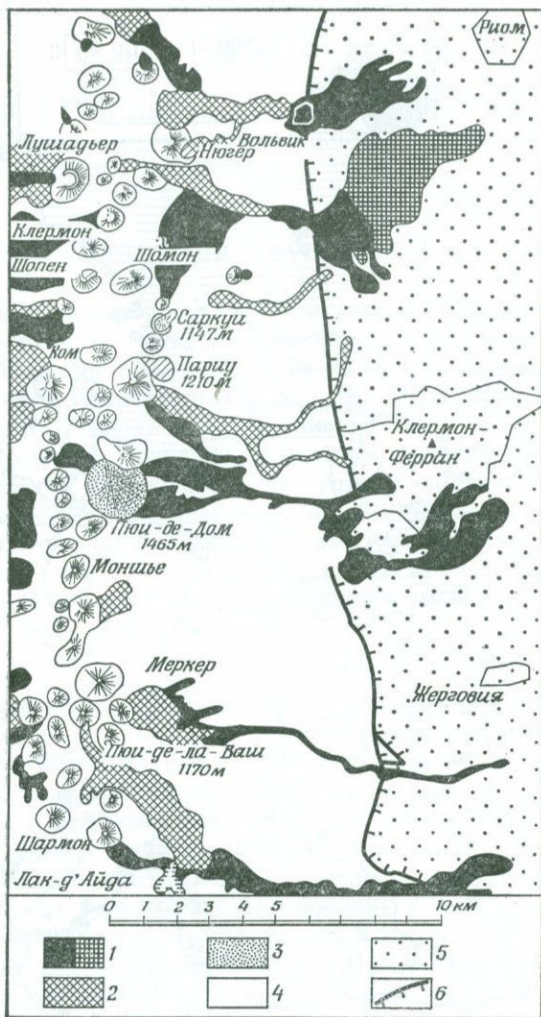 Риом
Вольвик
Нюгер
Лушадьер
Клермон
Шопен
Шомон
Саркуи
1147м
Ком
Париу
1210м
Клермон-
Ферран
Пюи-де-Дом
1465м
Моншье
Меркер
Жерговия
Пюи-де-ла-Ваш
1170м
Шармон
Лак-д'Айда
0 1 2 3 4 5 10 км
1 3 5
2 4 6